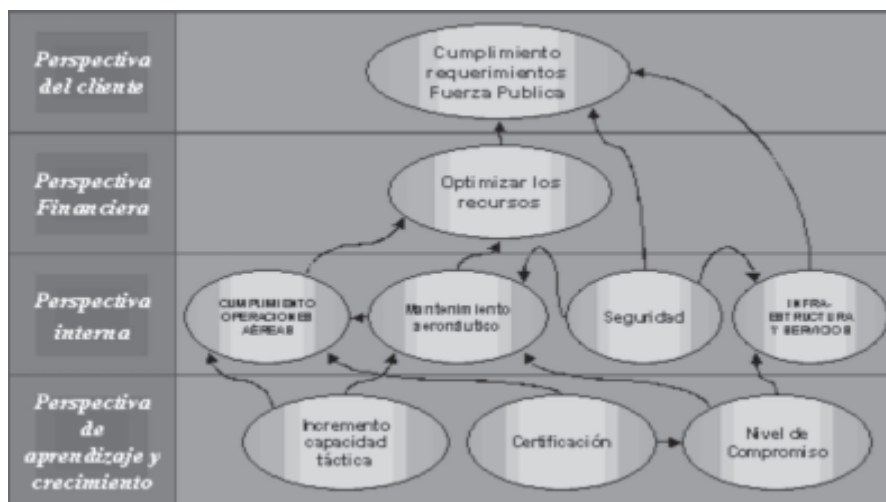 Perspectiva
del cliente
Cumplimiento
requerimientos
Fuerza Publica
Perspectiva
Financiera
Optimizar los
recursos
Perspectiva
interna
CUMPLIMIENTO
OPERACIONES
AÉREAS
Mantenimiento
aeronáutico
Seguridad
INFRA-
ESTRUCTURA
Y SERVICIOS
Perspectiva
de
aprendizaje y
crecimiento
Incremento
capacidad
táctica
Certificación
Nivel de
Compromiso